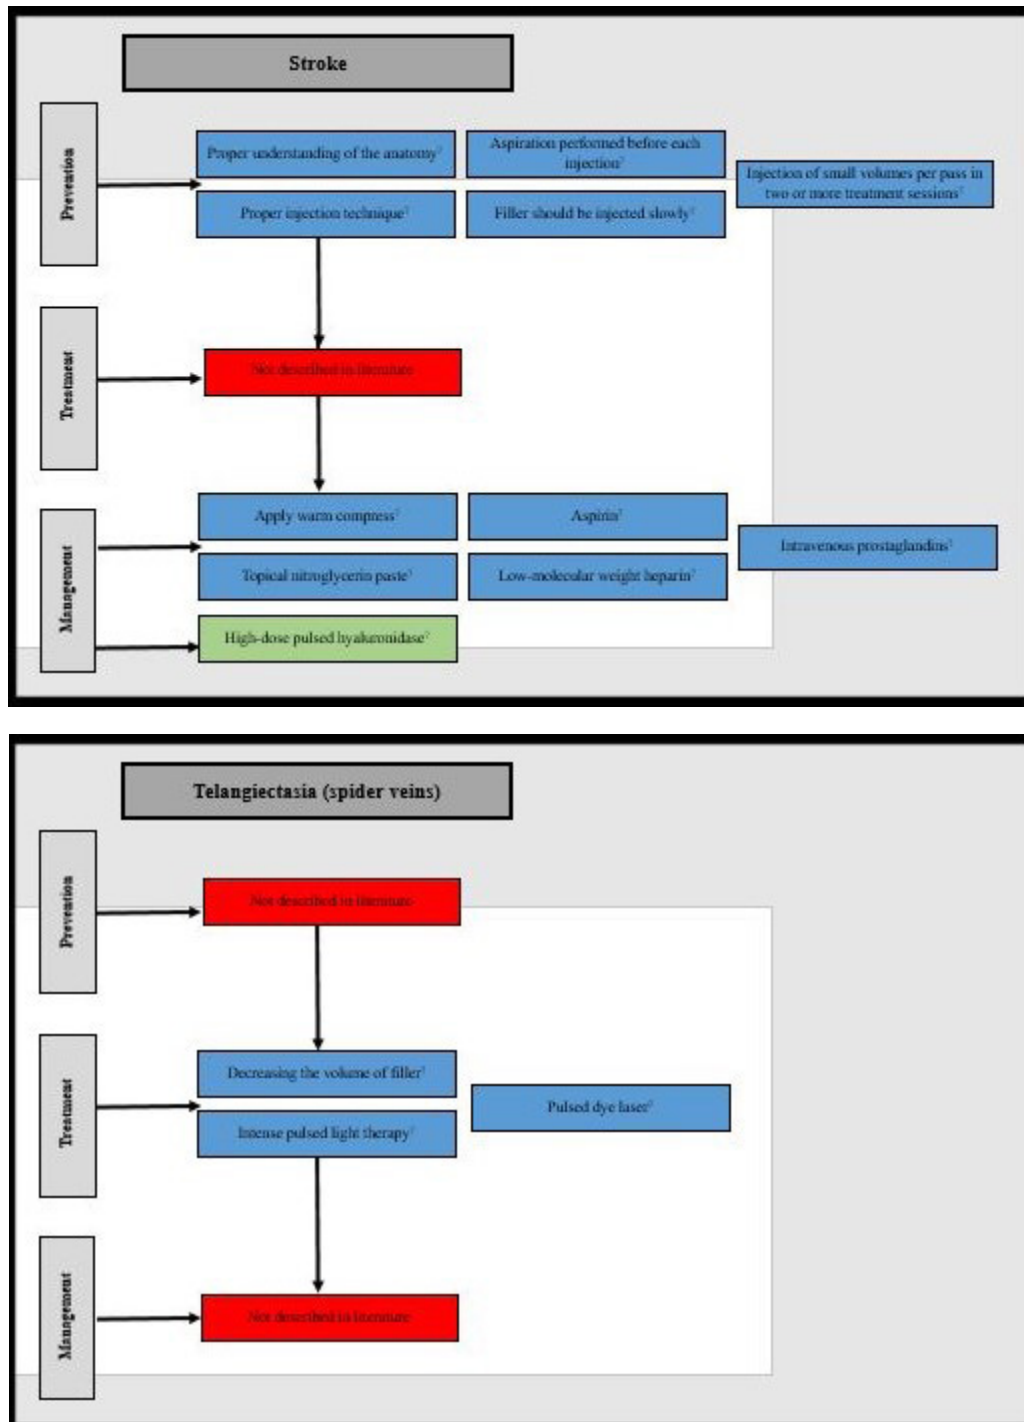 Stroke
Prevention
Proper understanding of the anatomy
Aspiration performed before each
injection
Injection of small volumes per pass in
two or more treatment sessions
Proper injection technique
Filler should be injected slowly
Treatment
Not described in literature
Management
Apply warm compress
Aspirin
Intravenous prostaglandins
Topical nitroglycerin paste
Low-molecular weight heparin
High-dose pulsed hyaluronidase
Telangiectasia (spider veins)
Prevention
Not described in literature
Treatment
Decreasing the volume of filler
Pulsed dye laser
Intense pulsed light therapy
Management
Not described in literature